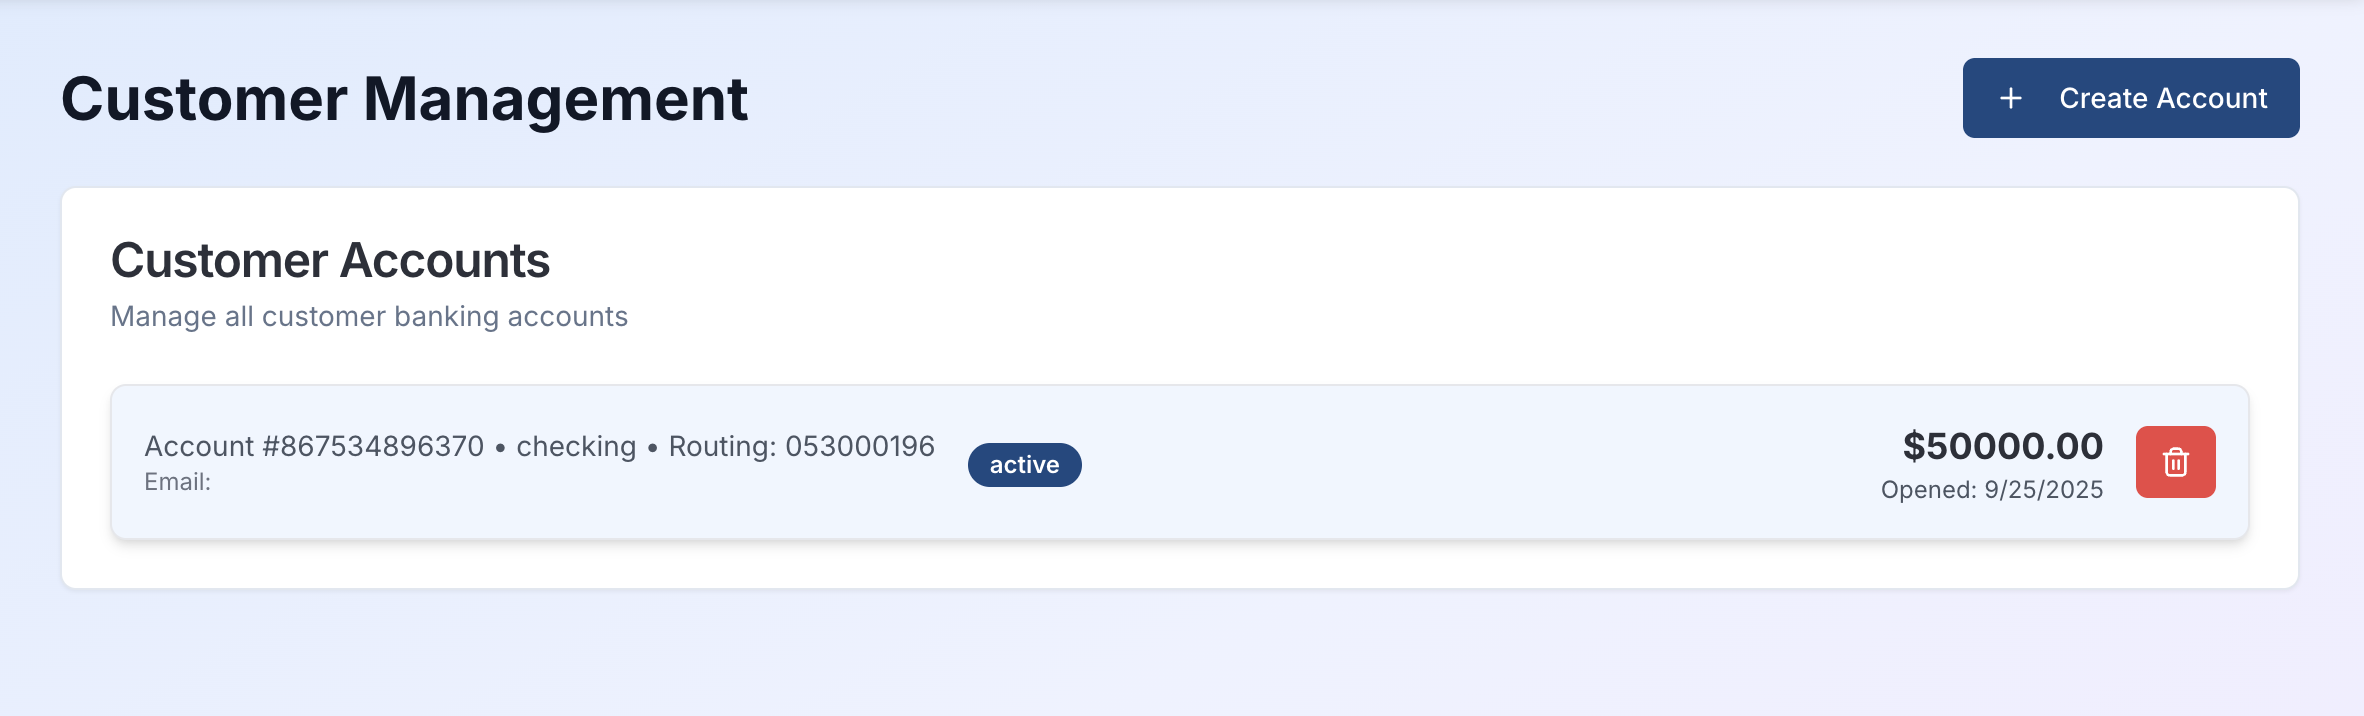 Customer Management
Create Account
Customer Accounts
Manage all customer banking accounts
Account #867534896370 • checking • Routing: 053000196
Email:
active
$50000.00
Opened: 9/25/2025